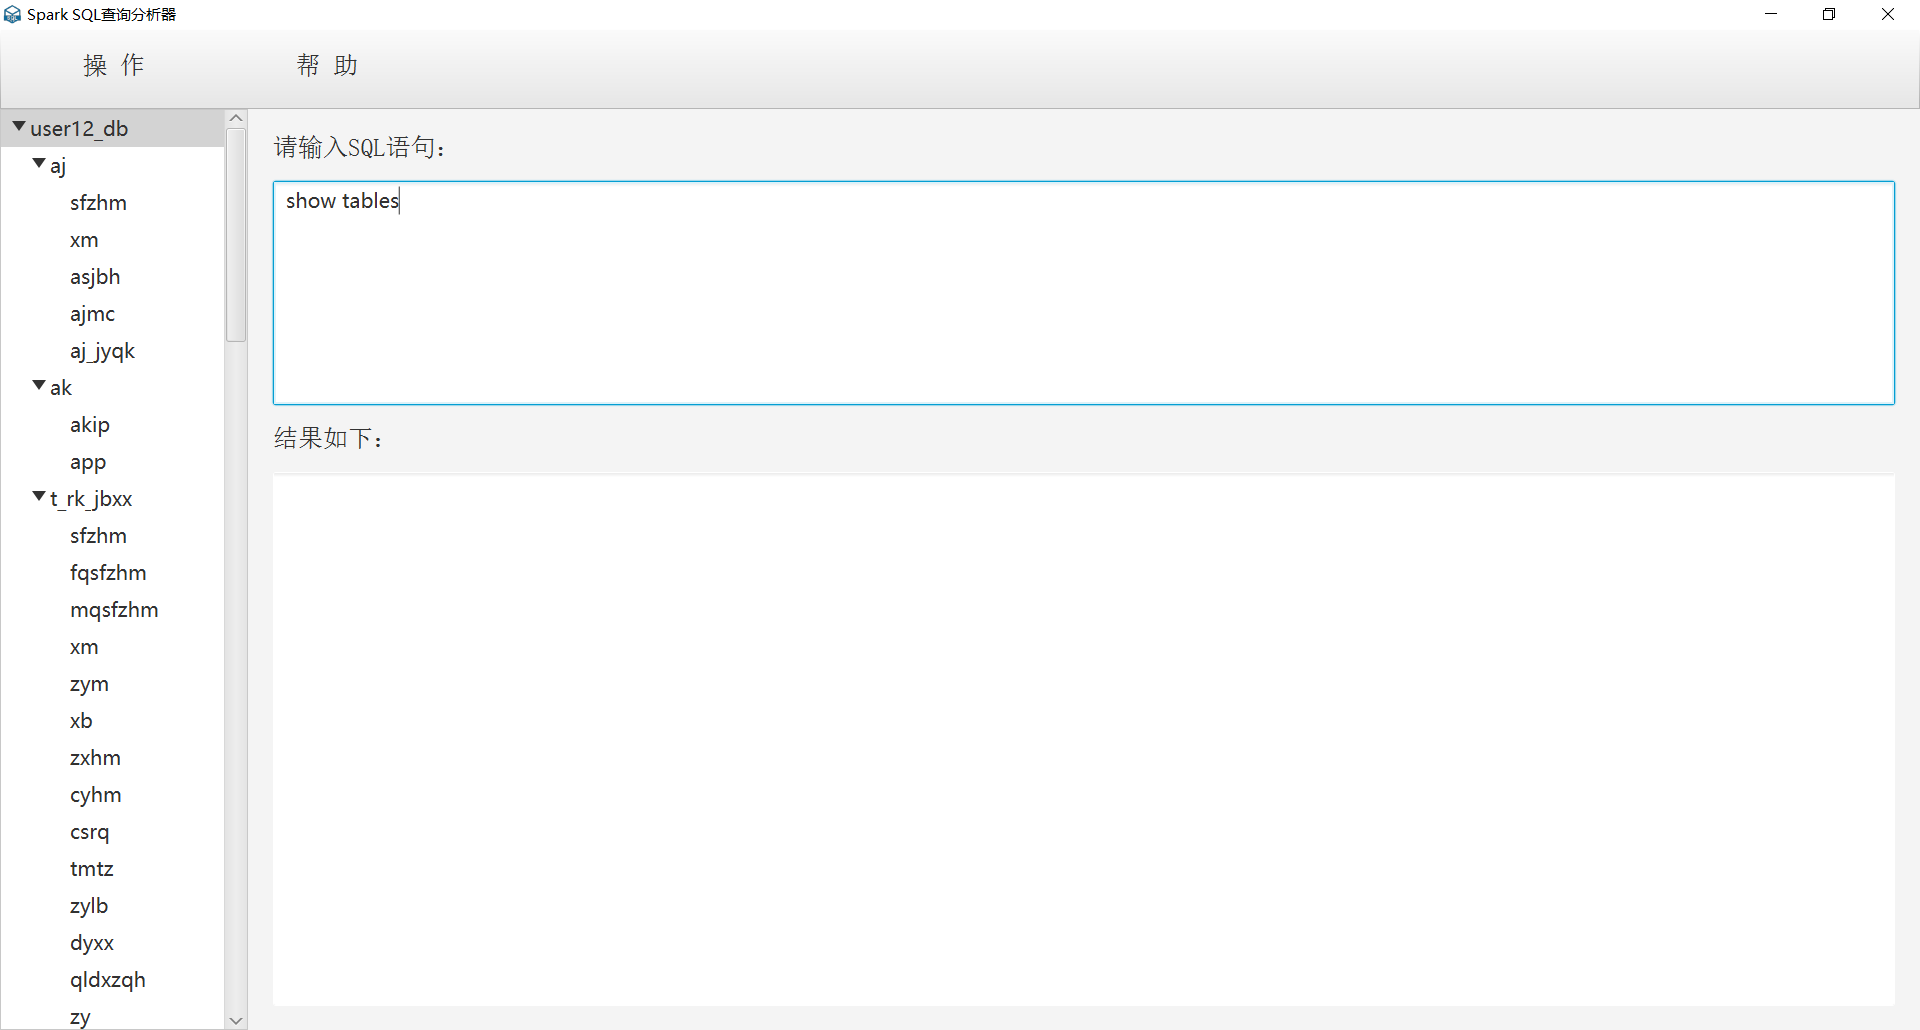 Spark SQL查询分析器
操 作 帮 助
user12_db
aj
sfzhm
xm
asjbh
ajmc
aj_jyqk
ak
akip
app
t_rk_jbxx
sfzhm
fqsfzhm
mqsfzhm
xm
zym
xb
zxhm
cyhm
csrq
tmtz
zylb
dyxx
qldxzqh
zy
请输入SQL语句：
show tables
结果如下：